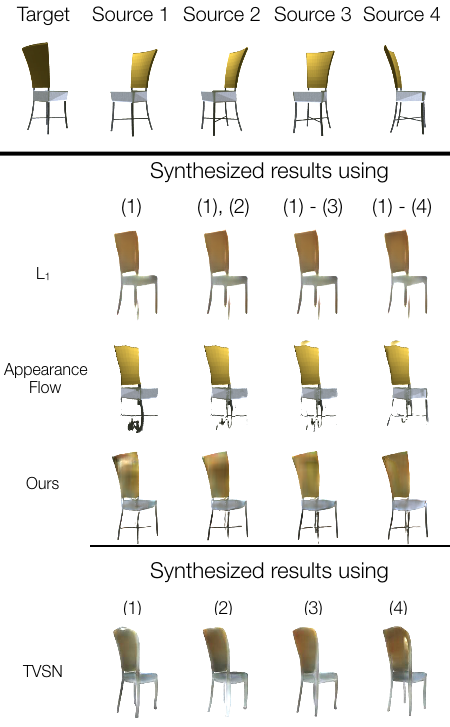 Target Source 1 Source 2 Source 3 Source 4
Synthesized results using
(1) (1), (2) (1) - (3) (1) - (4)
L₁
Appearance
Flow
Ours
Synthesized results using
(1) (2) (3) (4)
TVSN